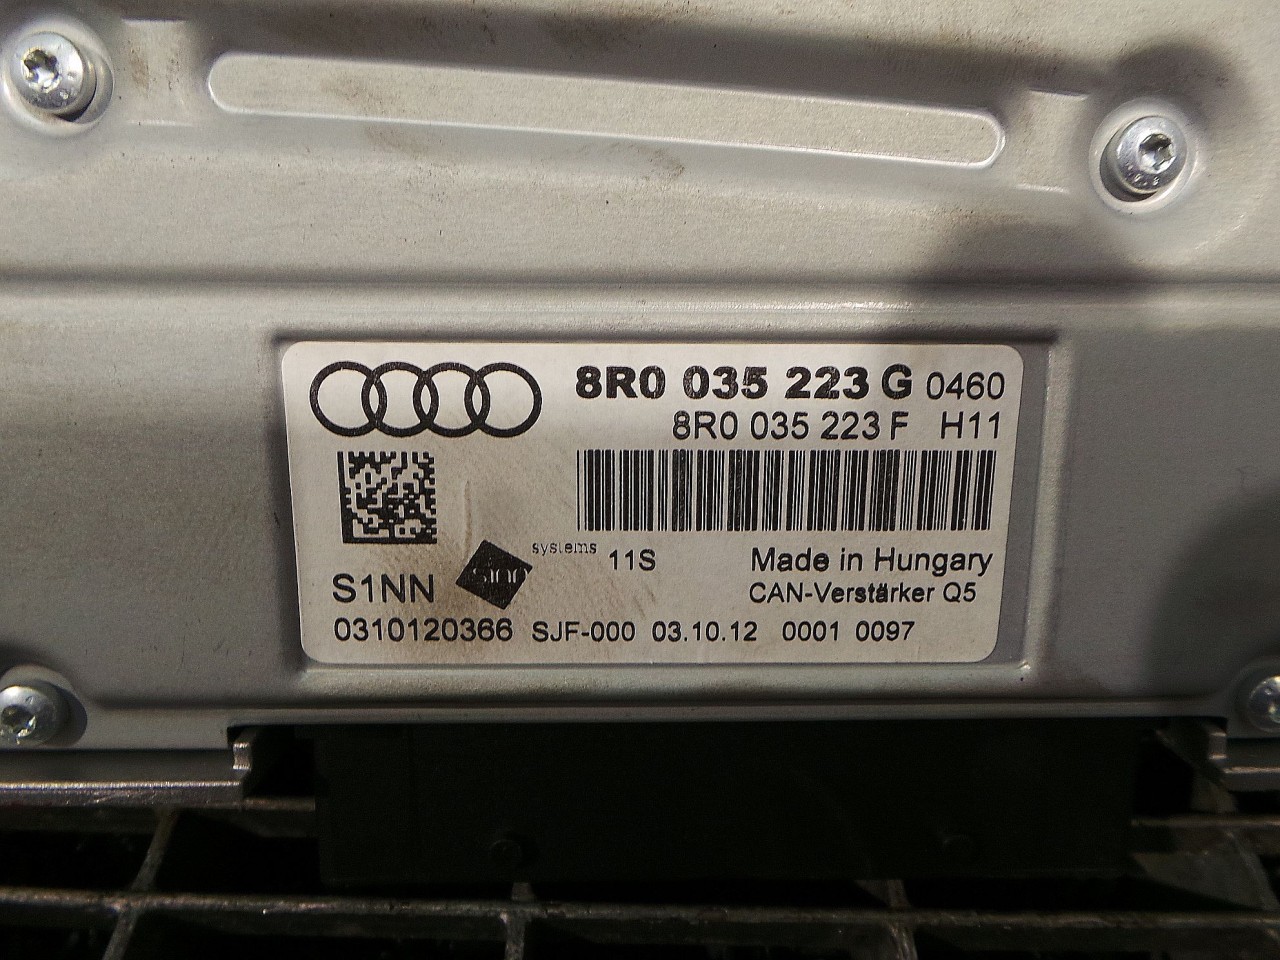 8R0 035 223 G 0460
8R0 035 223 F H11
systems 11S Made in Hungary
S1NN CAN-Verstärker Q5
0310120366 SJF-000 03.10.12 0001 0097